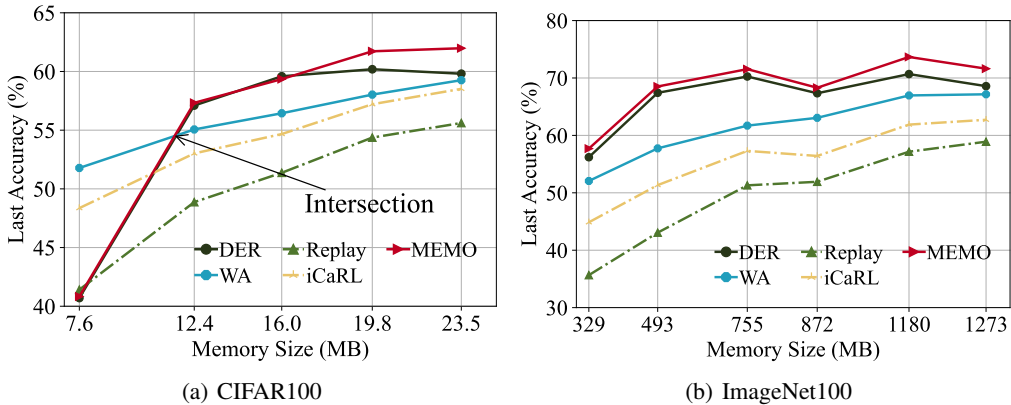 65
60
55
50
45
40
Last Accuracy (%)
Intersection
DER
Replay
MEMO
WA
iCaRL
7.6
12.4
16.0
19.8
23.5
Memory Size (MB)
(a) CIFAR100
80
70
60
50
40
30
Last Accuracy (%)
DER
Replay
MEMO
WA
iCaRL
329
493
755
872
1180
1273
Memory Size (MB)
(b) ImageNet100